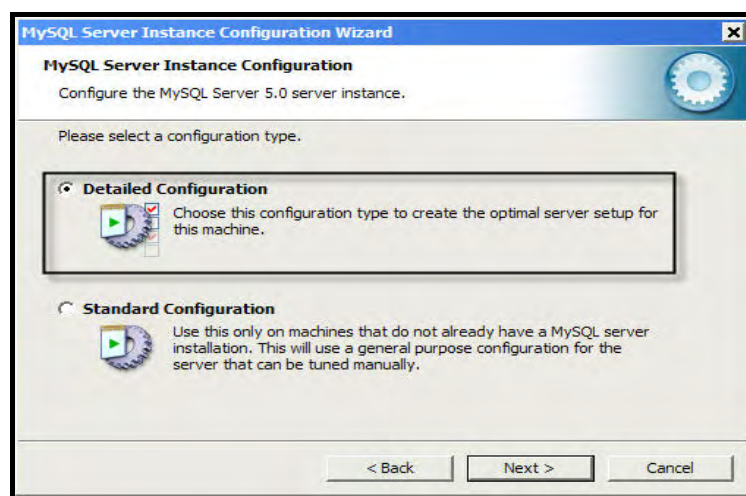 MySQL Server Instance Configuration Wizard
MySQL Server Instance Configuration
Configure the MySQL Server 5.0 server instance.
Please select a configuration type.
Detailed Configuration
Choose this configuration type to create the optimal server setup for
this machine.
Standard Configuration
Use this only on machines that do not already have a MySQL server
installation. This will use a general purpose configuration for the
server that can be tuned manually.
< Back
Next >
Cancel